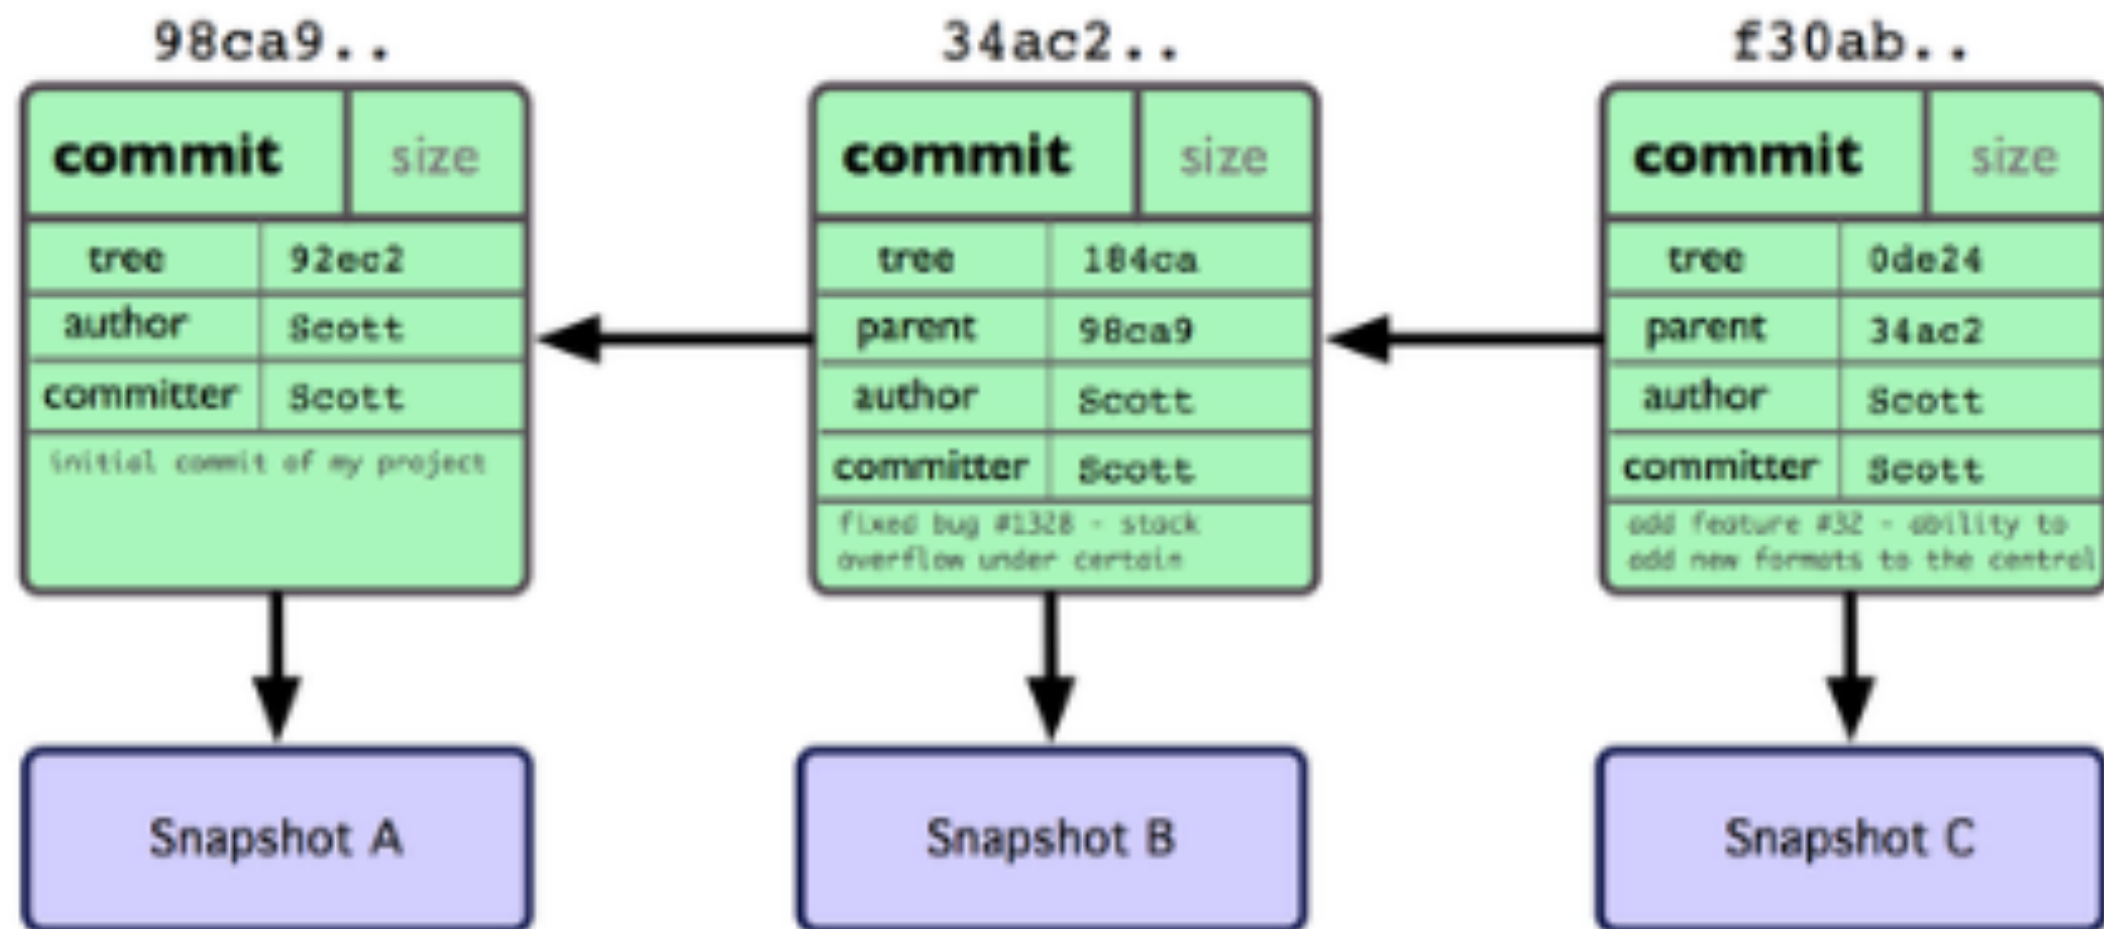 98ca9..
commit size
tree 92ec2
author Scott
committer Scott
initial commit of my project
Snapshot A
34ac2..
commit size
tree 184ca
parent 98ca9
author Scott
committer Scott
fixed bug #1328 - stack
overflow under certain
Snapshot B
f30ab..
commit size
tree 0de24
parent 34ac2
author Scott
committer Scott
add feature #32 - ability to
add new formats to the central
Snapshot C